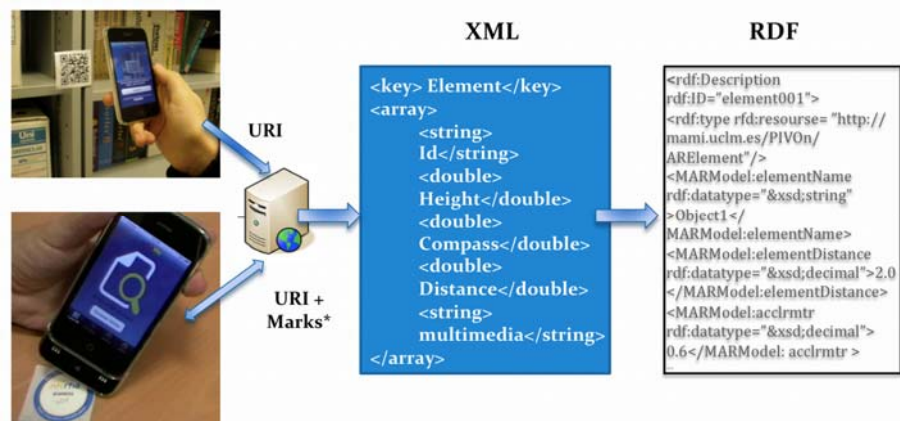 XML
RDF
URI
URI +
Marks*
<key> Element</key>
<array>
<string>
Id</string>
<double>
Height</double>
<double>
Compass</double>
<double>
Distance</double>
<string>
multimedia</string>
</array>
<rdf:Description
rdf:ID="element001">
<rdf:type rfd:resourse= "http://
mami.uclm.es/PIVOn/
ARElement"/>
<MARModel:elementName
rdf:datatype="&xsd;string"
>Object1</
MARModel:elementName>
<MARModel:elementDistance
rdf:datatype="&xsd;decimal">2.0
</MARModel:elementDistance>
<MARModel:acclrmtr
rdf:datatype="&xsd;decimal">
0.6</MARModel: acclrmtr >
...